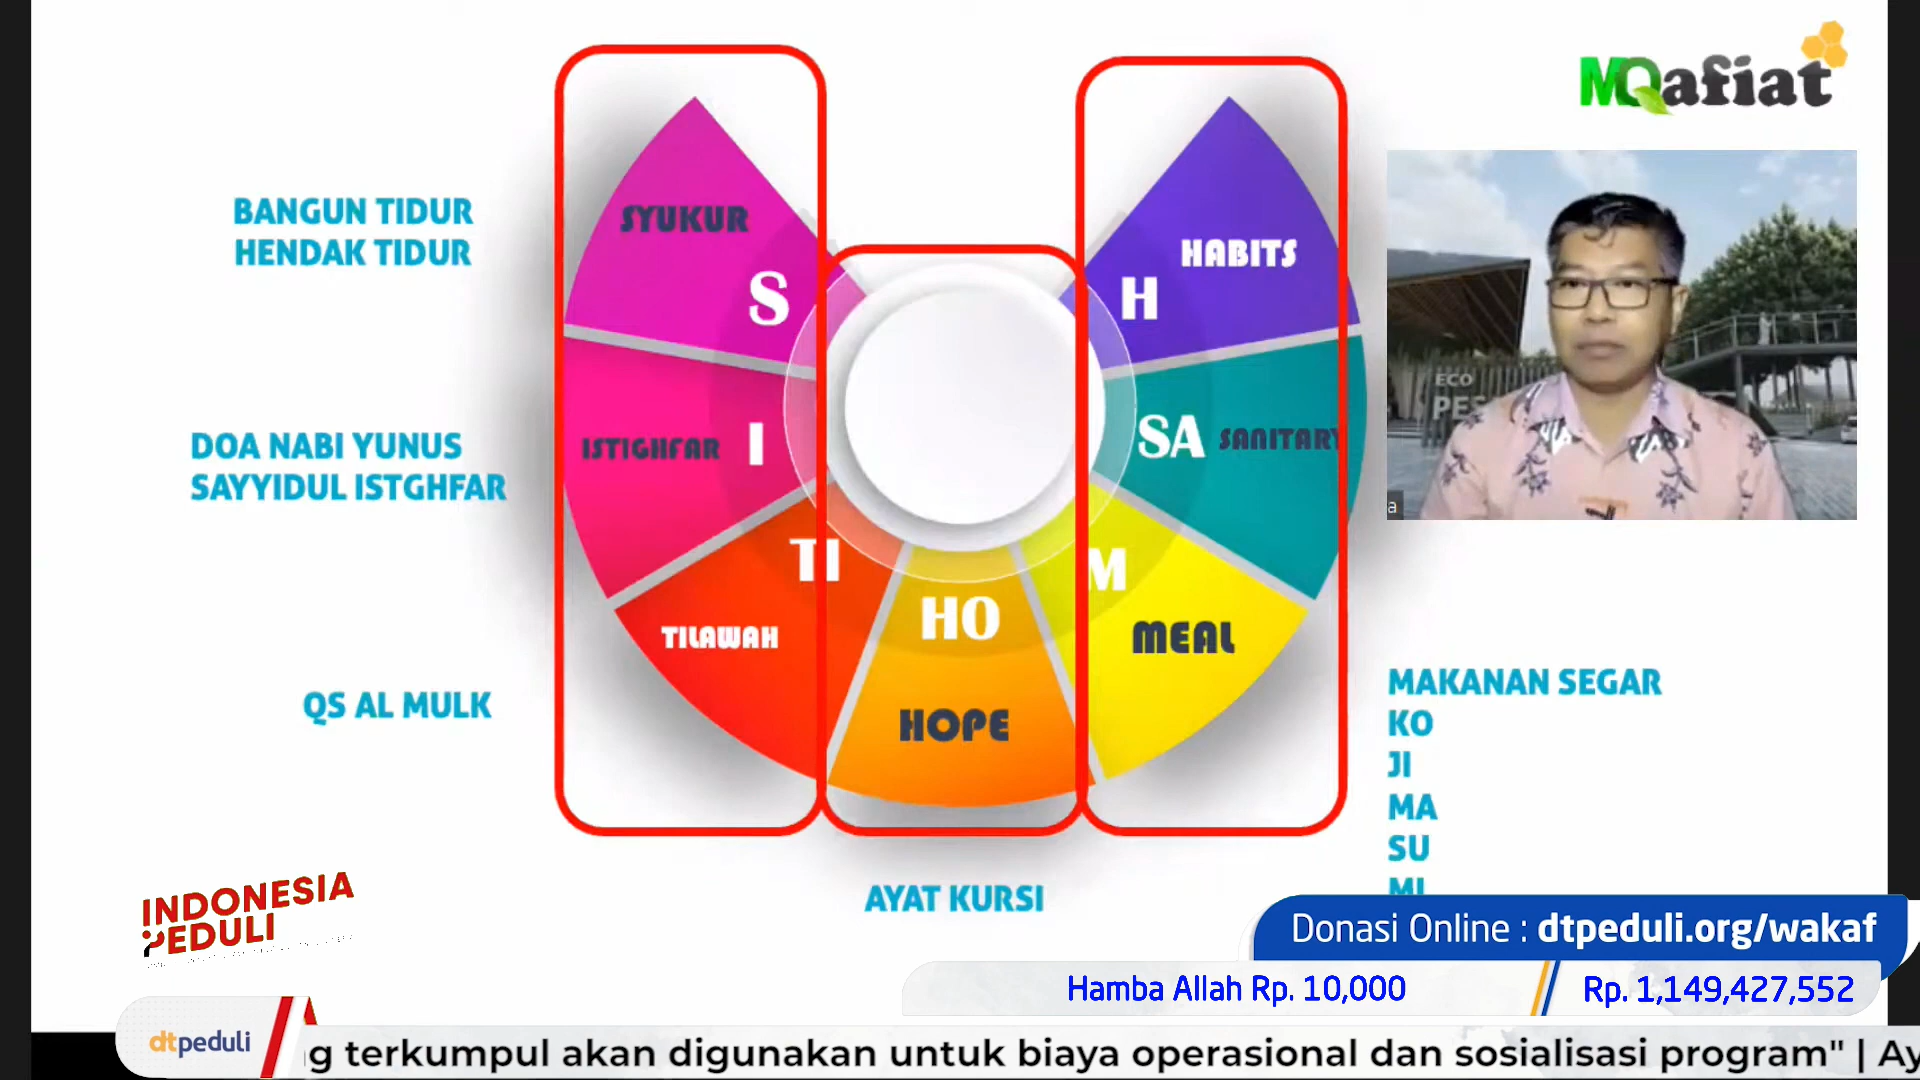 MQafiat
BANGUN TIDUR
HENDAK TIDUR
SYUKUR
S
HABITS
H
DOA NABI YUNUS
SAYYIDUL ISTGHFAR
ISTIGHFAR
I
SA
SANITARY
ECO
a
TI
TILAWAH
HO
HOPE
M
MEAL
QS AL MULK
MAKANAN SEGAR
KO
JI
MA
SU
MI
AYAT KURSI
INDONESIA
PEDULI
Donasi Online : dtpeduli.org/wakaf
Hamba Allah Rp. 10,000
Rp. 1,149,427,552
dtpeduli
terkumpul akan digunakan untuk biaya operasional dan sosialisasi program" |